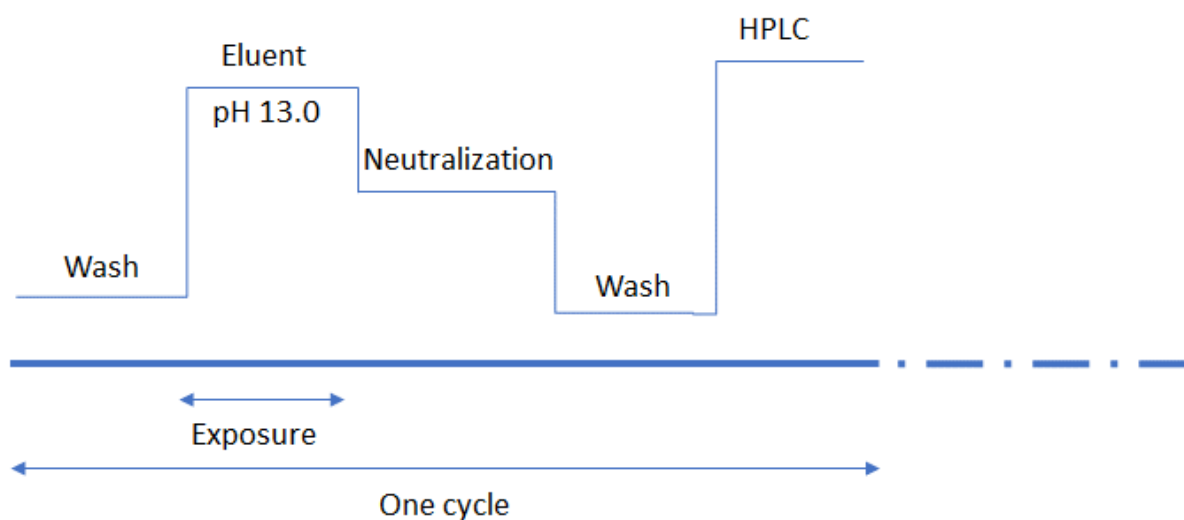 HPLC
Eluent
pH 13.0
Neutralization
Wash
Wash
Exposure
One cycle